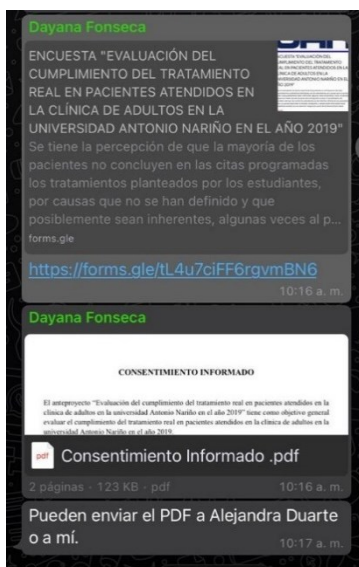 Dayana Fonseca
ENCUESTA "EVALUACIÓN DEL
CUMPLIMIENTO DEL TRATAMIENTO
REAL EN PACIENTES ATENDIDOS EN
LA CLÍNICA DE ADULTOS EN LA
UNIVERSIDAD ANTONIO NARIÑO EN EL AÑO 2019"
Se tiene la percepción de que la mayoría de los
pacientes no concluyen en las citas programadas
los tratamientos planteados por los estudiantes,
por causas que no se han definido y que
posiblemente sean inherentes, algunas veces al p...
forms.gle
https://forms.gle/tL4u7ciFF6rgvmBN6
10:16 a. m.
Dayana Fonseca
CONSENTIMIENTO INFORMADO
El anteproyecto "Evaluación del cumplimiento del tratamiento real en pacientes atendidos en la
clínica de adultos en la universidad Antonio Nariño en el año 2019" tiene como objetivo general
evaluar el cumplimiento del tratamiento real en pacientes atendidos en la clínica de adultos en la
universidad Antonio Nariño en el año 2019.
pdf
Consentimiento Informado .pdf
2 páginas · 123 KB · pdf
10:16 a. m.
Pueden enviar el PDF a Alejandra Duarte
o a mí.
10:17 a. m.